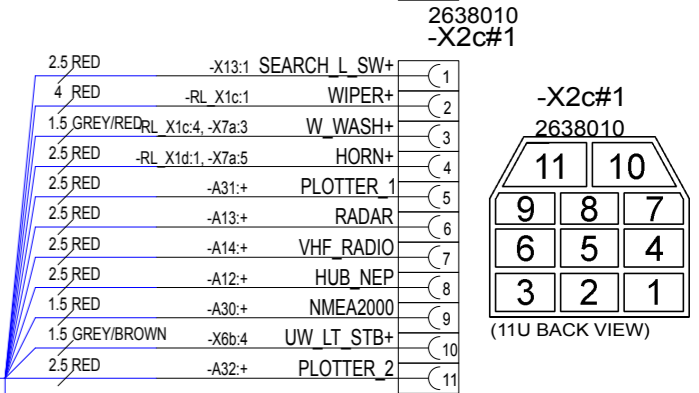 2638010
-X2c#1
2.5 RED -X13:1 SEARCH_L_SW+ 1
4 RED -RL_X1c:1 WIPER+ 2
1.5 GREY/RED RL_X1c:4, -X7a:3 W_WASH+ 3
2.5 RED -RL_X1d:1, -X7a:5 HORN+ 4
2.5 RED -A31:+ PLOTTER_1 5
2.5 RED -A13:+ RADAR 6
2.5 RED -A14:+ VHF_RADIO 7
2.5 RED -A12:+ HUB_NEP 8
1.5 RED -A30:+ NMEA2000 9
1.5 GREY/BROWN -X6b:4 UW_LT_STB+ 10
2.5 RED -A32:+ PLOTTER_2 11
-X2c#1
2638010
11 10
9 8 7
6 5 4
3 2 1
(11U BACK VIEW)